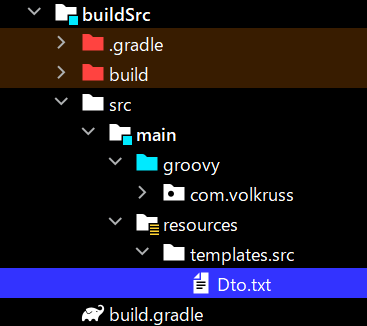 buildSrc
.gradle
build
src
main
groovy
com.volkruss
resources
templates.src
Dto.txt
build.gradle